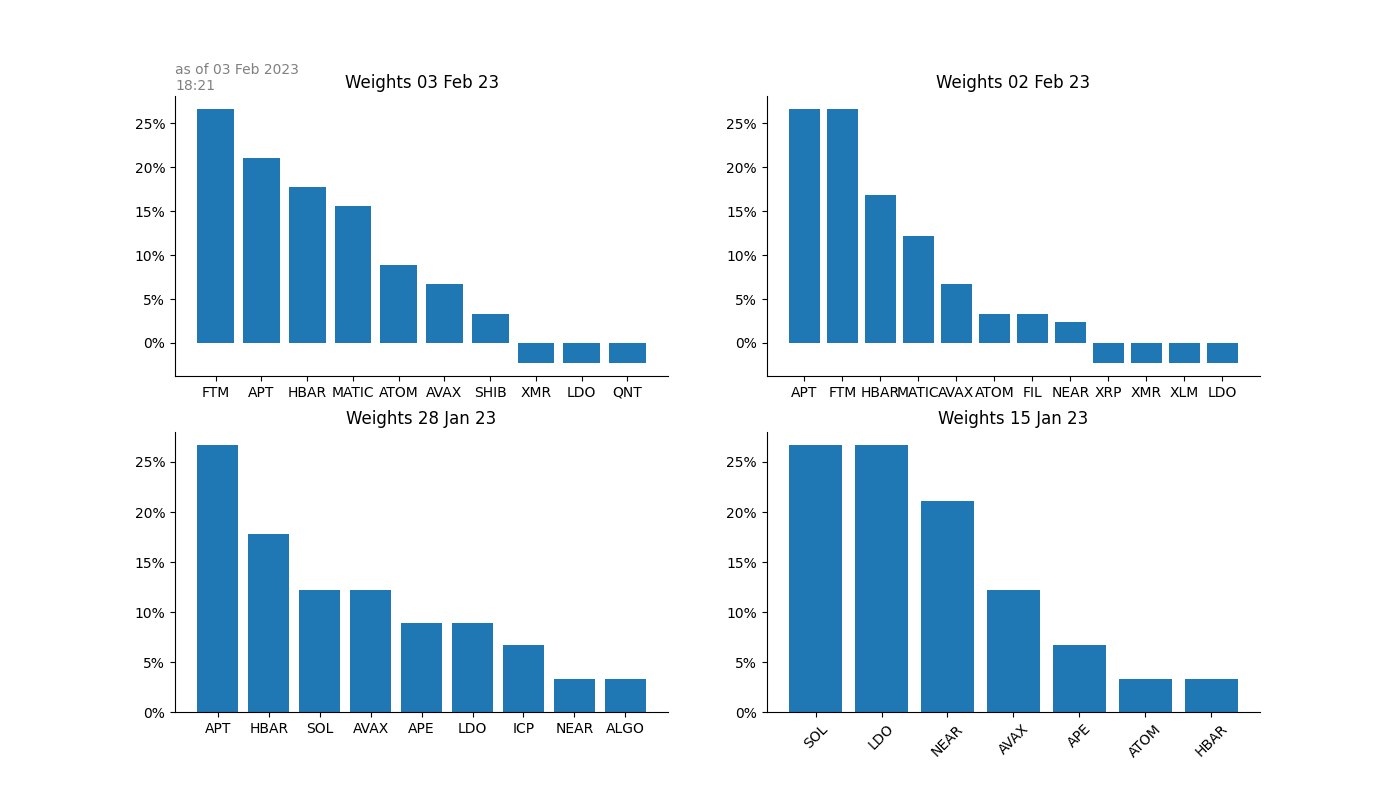 as of 03 Feb 2023
18:21
Weights 03 Feb 23
25%
20%
15%
10%
5%
0%
FTM APT HBAR MATIC ATOM AVAX SHIB XMR LDO QNT
Weights 02 Feb 23
25%
20%
15%
10%
5%
0%
APT FTM HBAR MATIC AVAX ATOM FIL NEAR XRP XMR XLM LDO
Weights 28 Jan 23
25%
20%
15%
10%
5%
0%
APT HBAR SOL AVAX APE LDO ICP NEAR ALGO
Weights 15 Jan 23
25%
20%
15%
10%
5%
0%
SOL LDO NEAR AVAX APE ATOM HBAR